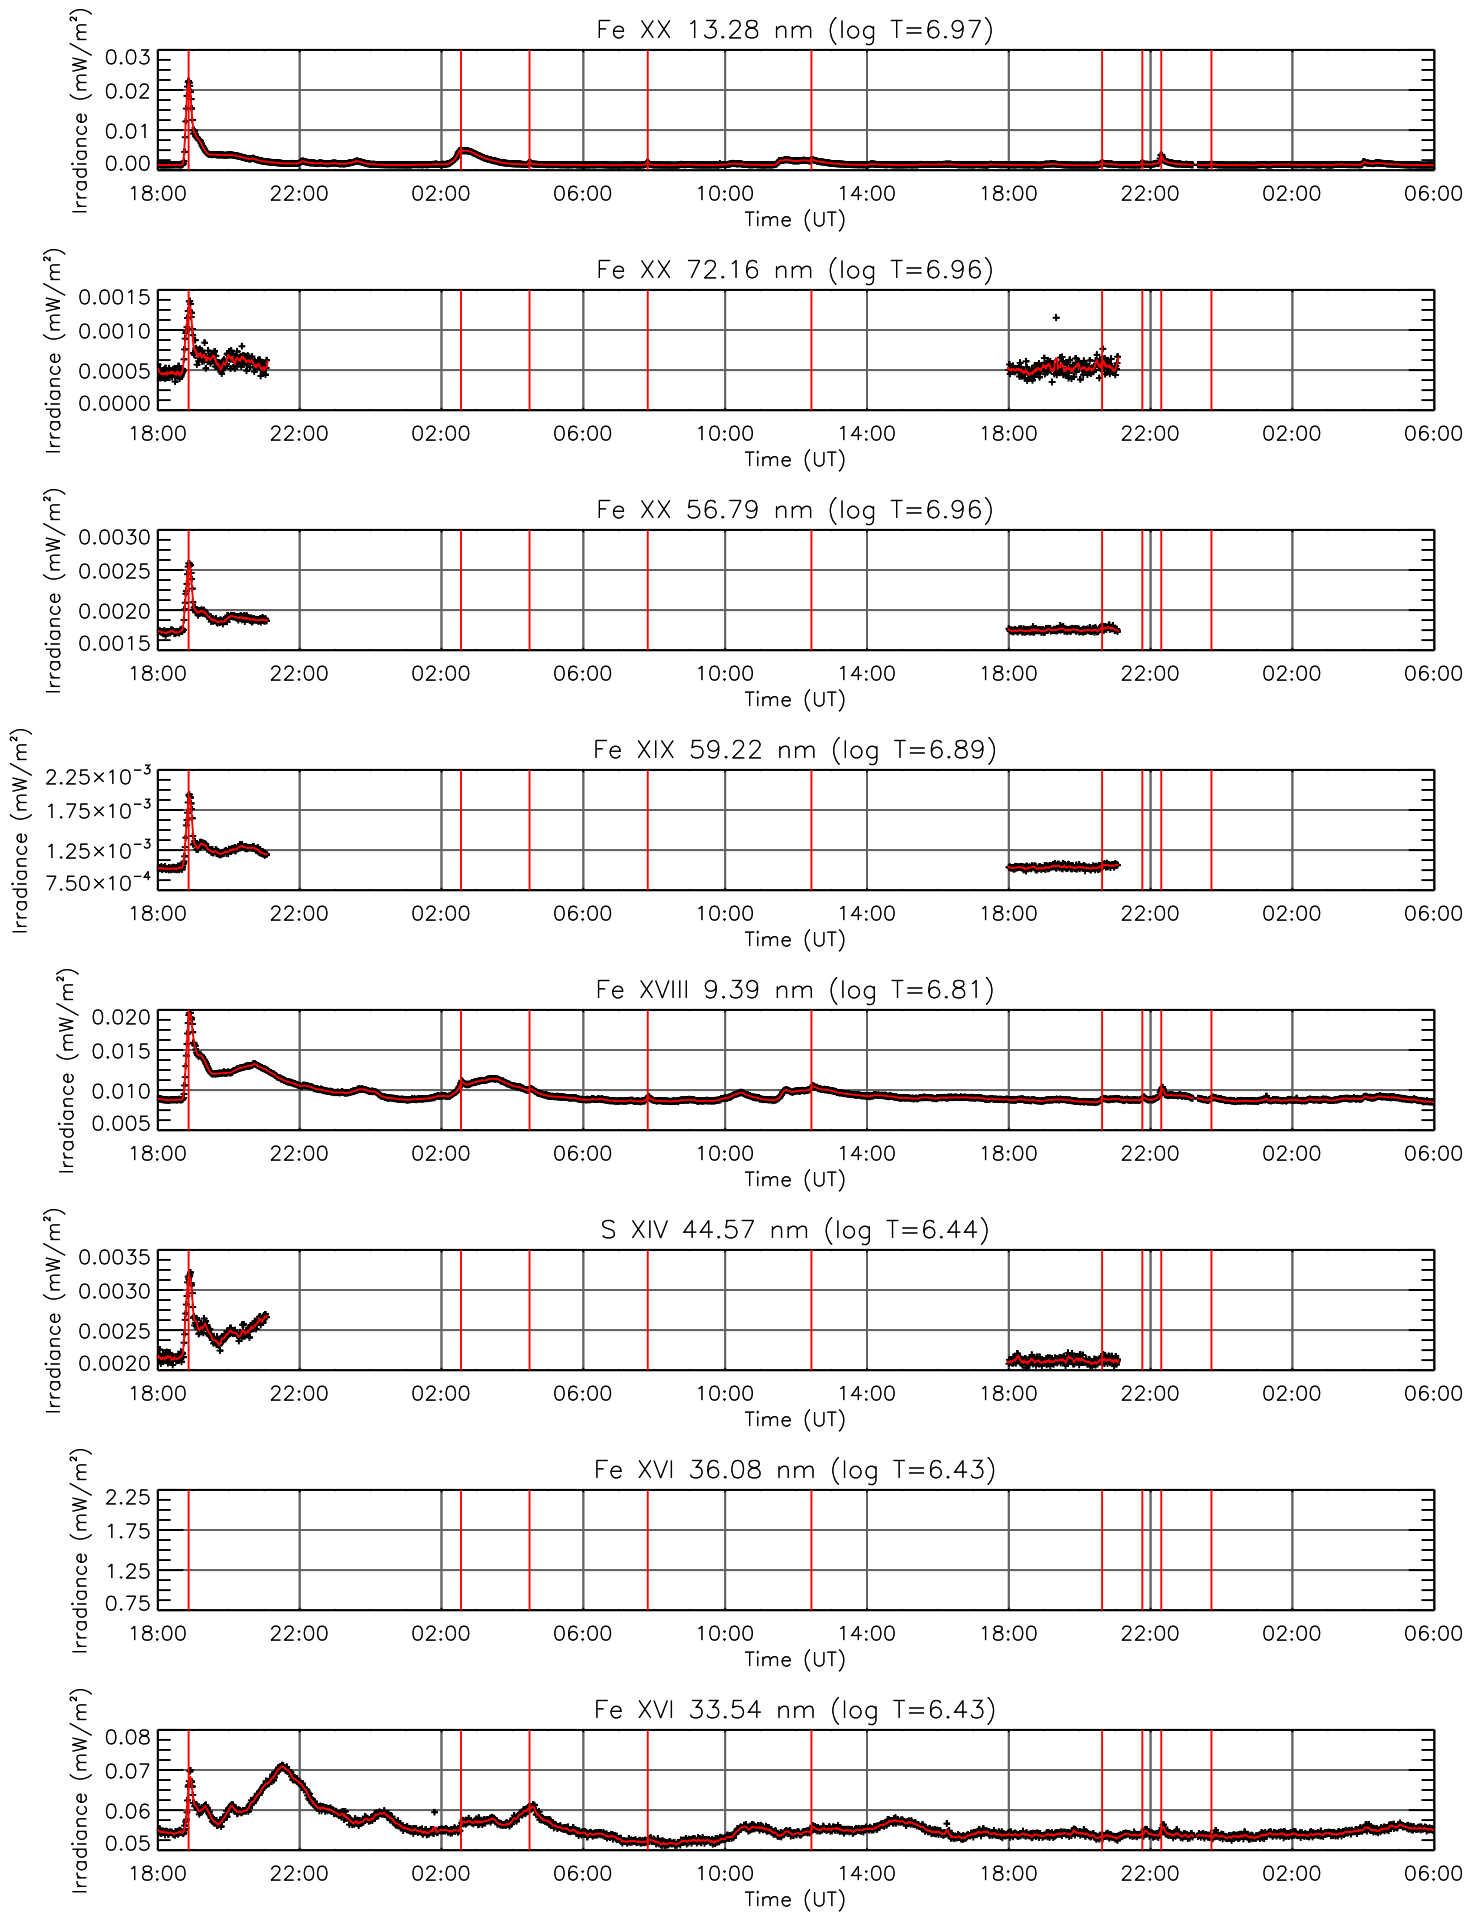 Fe XX 13.28 nm (log T=6.97)
Irradiance (mW/m²)
0.03
0.02
0.01
0.00
18:00 22:00 02:00 06:00 10:00 14:00 18:00 22:00 02:00 06:00
Time (UT)
Fe XX 72.16 nm (log T=6.96)
Irradiance (mW/m²)
0.0015
0.0010
0.0005
0.0000
18:00 22:00 02:00 06:00 10:00 14:00 18:00 22:00 02:00 06:00
Time (UT)
Fe XX 56.79 nm (log T=6.96)
Irradiance (mW/m²)
0.0030
0.0025
0.0020
0.0015
18:00 22:00 02:00 06:00 10:00 14:00 18:00 22:00 02:00 06:00
Time (UT)
Fe XIX 59.22 nm (log T=6.89)
Irradiance (mW/m²)
2.25×10⁻³
1.75×10⁻³
1.25×10⁻³
7.50×10⁻⁴
18:00 22:00 02:00 06:00 10:00 14:00 18:00 22:00 02:00 06:00
Time (UT)
Fe XVIII 9.39 nm (log T=6.81)
Irradiance (mW/m²)
0.020
0.015
0.010
0.005
18:00 22:00 02:00 06:00 10:00 14:00 18:00 22:00 02:00 06:00
Time (UT)
S XIV 44.57 nm (log T=6.44)
Irradiance (mW/m²)
0.0035
0.0030
0.0025
0.0020
18:00 22:00 02:00 06:00 10:00 14:00 18:00 22:00 02:00 06:00
Time (UT)
Fe XVI 36.08 nm (log T=6.43)
Irradiance (mW/m²)
2.25
1.75
1.25
0.75
18:00 22:00 02:00 06:00 10:00 14:00 18:00 22:00 02:00 06:00
Time (UT)
Fe XVI 33.54 nm (log T=6.43)
Irradiance (mW/m²)
0.08
0.07
0.06
0.05
18:00 22:00 02:00 06:00 10:00 14:00 18:00 22:00 02:00 06:00
Time (UT)